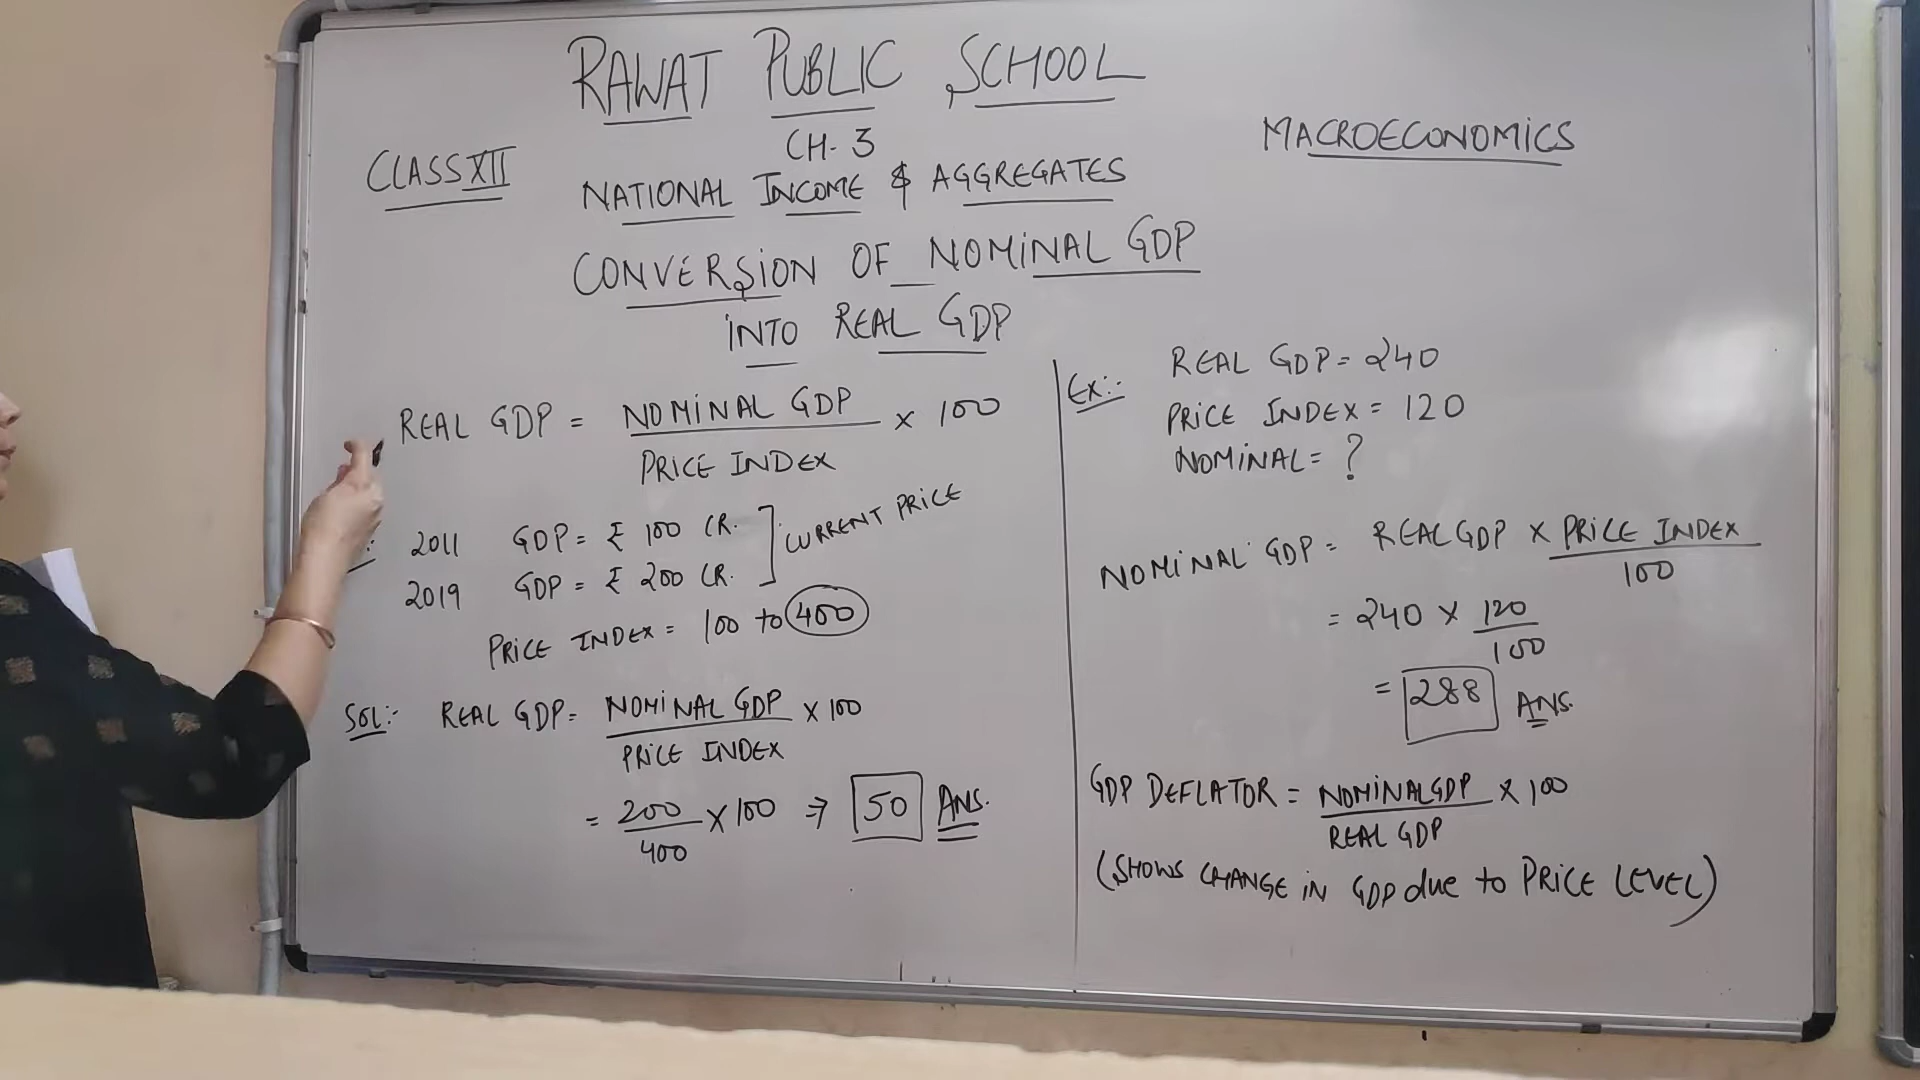 RAWAT PUBLIC SCHOOL
CH. 3
CLASS XII
MACROECONOMICS
NATIONAL INCOME & AGGREGATES
CONVERSION OF NOMINAL GDP
INTO REAL GDP
REAL GDP = NOMINAL GDP / PRICE INDEX × 100
2011 GDP = ₹ 100 CR.
2019 GDP = ₹ 200 CR.
] CURRENT PRICE
PRICE INDEX = 100 to 400
SOL:- REAL GDP = NOMINAL GDP / PRICE INDEX × 100
= 200 / 400 × 100 ⇒ 50 ANS.
Ex:- REAL GDP = 240
PRICE INDEX = 120
NOMINAL = ?
NOMINAL GDP = REAL GDP × PRICE INDEX / 100
= 240 × 120 / 100
= 288 ANS.
GDP DEFLATOR = NOMINAL GDP / REAL GDP × 100
(SHOWS CHANGE IN GDP due to PRICE LEVEL)